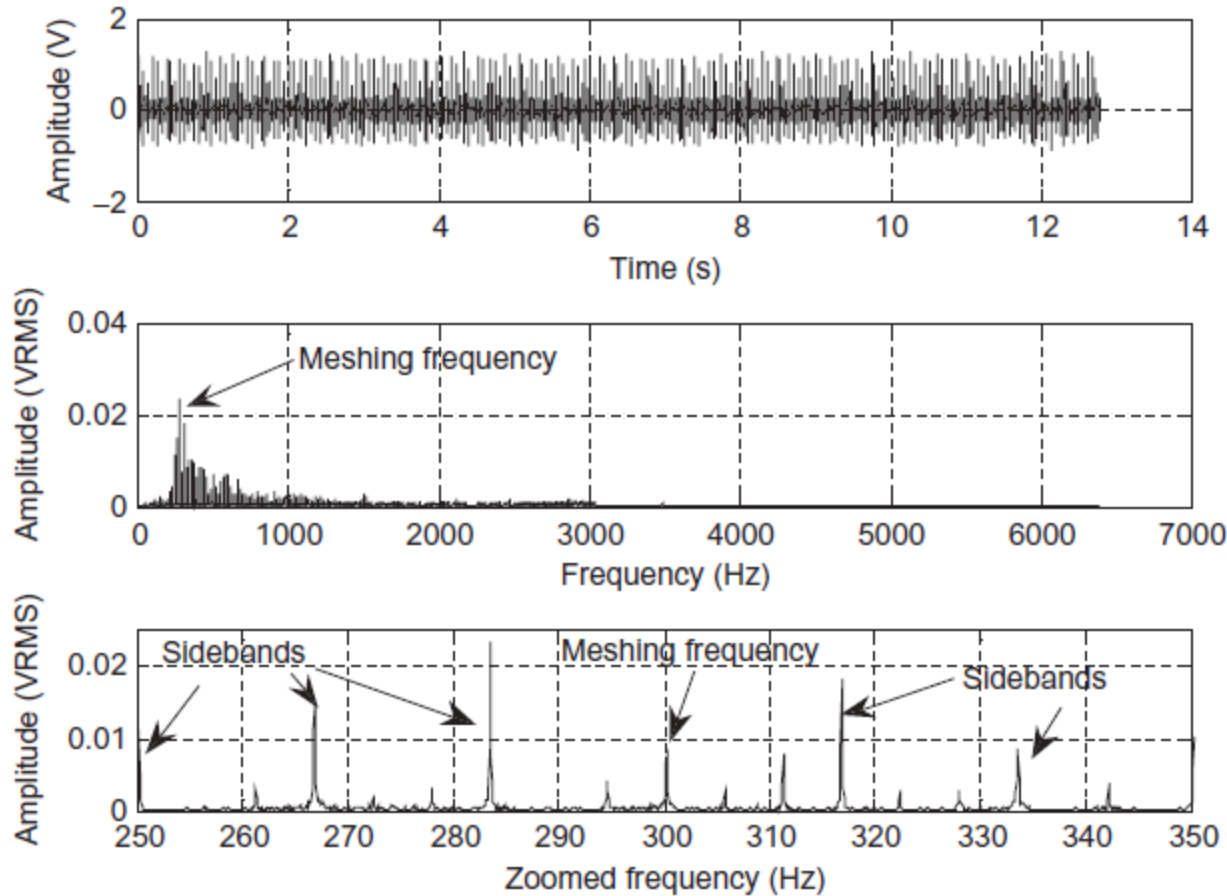 Amplitude (V)
2
0
–2
0 2 4 6 8 10 12 14
Time (s)
Amplitude (VRMS)
0.04
0.02
0
Meshing frequency
0 1000 2000 3000 4000 5000 6000 7000
Frequency (Hz)
Amplitude (VRMS)
0.02
0.01
0
Sidebands
Meshing frequency
Sidebands
250 260 270 280 290 300 310 320 330 340 350
Zoomed frequency (Hz)